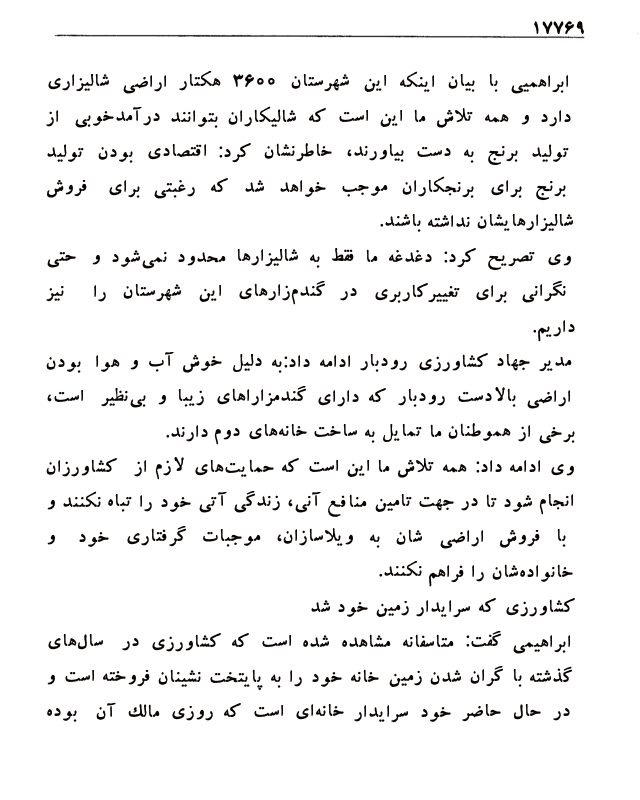 ۱۷۷۶۹
ابراهمیی با بیان اینکه این شهرستان ۳۶۰۰ هکتار اراضی شالیزاری
دارد و همه تلاش ما این است که شالیکاران بتوانند درآمدخوبی از
تولید برنج به دست بیاورند، خاطرنشان کرد: اقتصادی بودن تولید
برنج برای برنجکاران موجب خواهد شد که رغبتی برای فروش
شالیزارهایشان نداشته باشند.
وی تصریح کرد: دغدغه ما فقط به شالیزارها محدود نمی‌شود و حتی
نگرانی برای تغییرکاربری در گندم‌زارهای این شهرستان را نیز
داریم.
مدیر جهاد کشاورزی رودبار ادامه داد:به دلیل خوش آب و هوا بودن
اراضی بالادست رودبار که دارای گندمزاراهای زیبا و بی‌نظیر است،
برخی از هموطنان ما تمایل به ساخت خانه‌های دوم دارند.
وی ادامه داد: همه تلاش ما این است که حمایت‌های لازم از کشاورزان
انجام شود تا در جهت تامین منافع آنی، زندگی آتی خود را تباه نکنند و
با فروش اراضی شان به ویلاسازان، موجبات گرفتاری خود و
خانواده‌شان را فراهم نکنند.
کشاورزی که سرایدار زمین خود شد
ابراهیمی گفت: متاسفانه مشاهده شده است که کشاورزی در سال‌های
گذشته با گران شدن زمین خانه خود را به پایتخت نشینان فروخته است و
در حال حاضر خود سرایدار خانه‌ای است که روزی مالك آن بوده